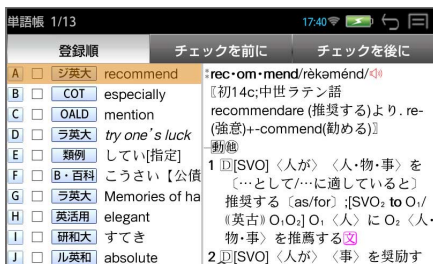 単語帳 1/13
17:40
登録順 チェックを前に チェックを後に
A ジ英大 recommend
B COT especially
C OALD mention
D ラ英大 try one's luck
E 類例 してい[指定]
F B・百科 こうさい【公債
G ラ英大 Memories of ha
H 英活用 elegant
I 研和大 すてき
J ル英和 absolute
rec・om・mend/rèkəménd/
〖初14c;中世ラテン語
recommendare (推奨する)より. re-
(強意)+-commend(勧める)〗
動他
1 D[SVO]〈人が〉〈人・物・事〉を
〔…として/…に適していると〕
推奨する〔as/for〕;[SVO₂ to O₁/
⦅英古⦆O₁O₂] O₁〈人〉に O₂〈人・
物・事〉を推薦する文
2 D[SVO]〈人が〉〈事〉を奨励す